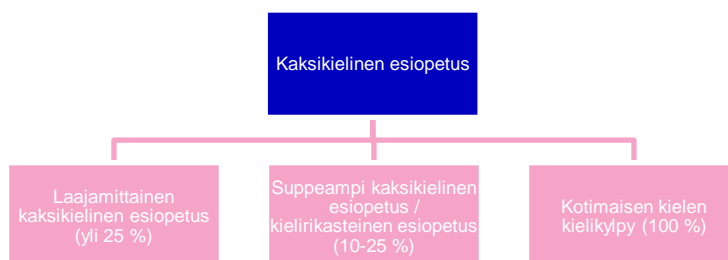 Kaksikielinen esiopetus
Laajamittainen
kaksikielinen esiopetus
(yli 25 %)
Suppeampi kaksikielinen
esiopetus /
kielirikasteinen esiopetus
(10-25 %)
Kotimaisen kielen
kielikylpy (100 %)